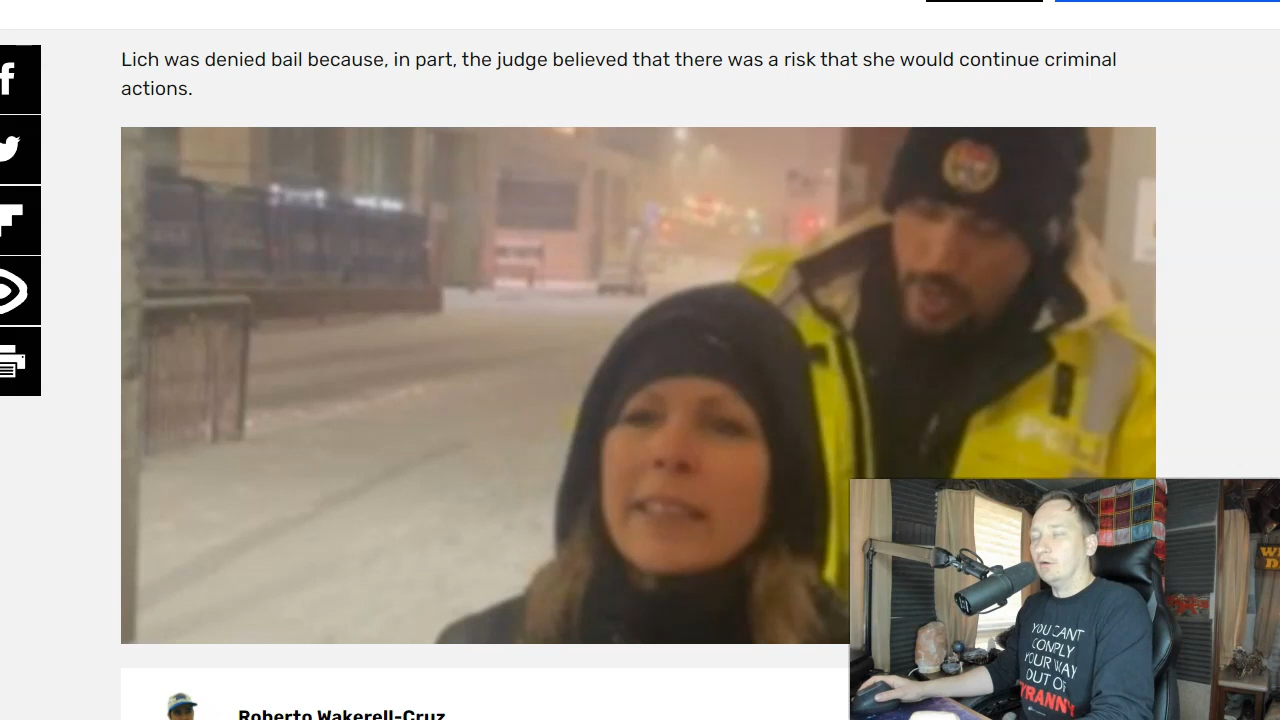 Lich was denied bail because, in part, the judge believed that there was a risk that she would continue criminal
actions.
YOU CANT
COMPLY
YOUR WAY
OUT OF
TYRANNY
Roberto Wakerell-Cruz